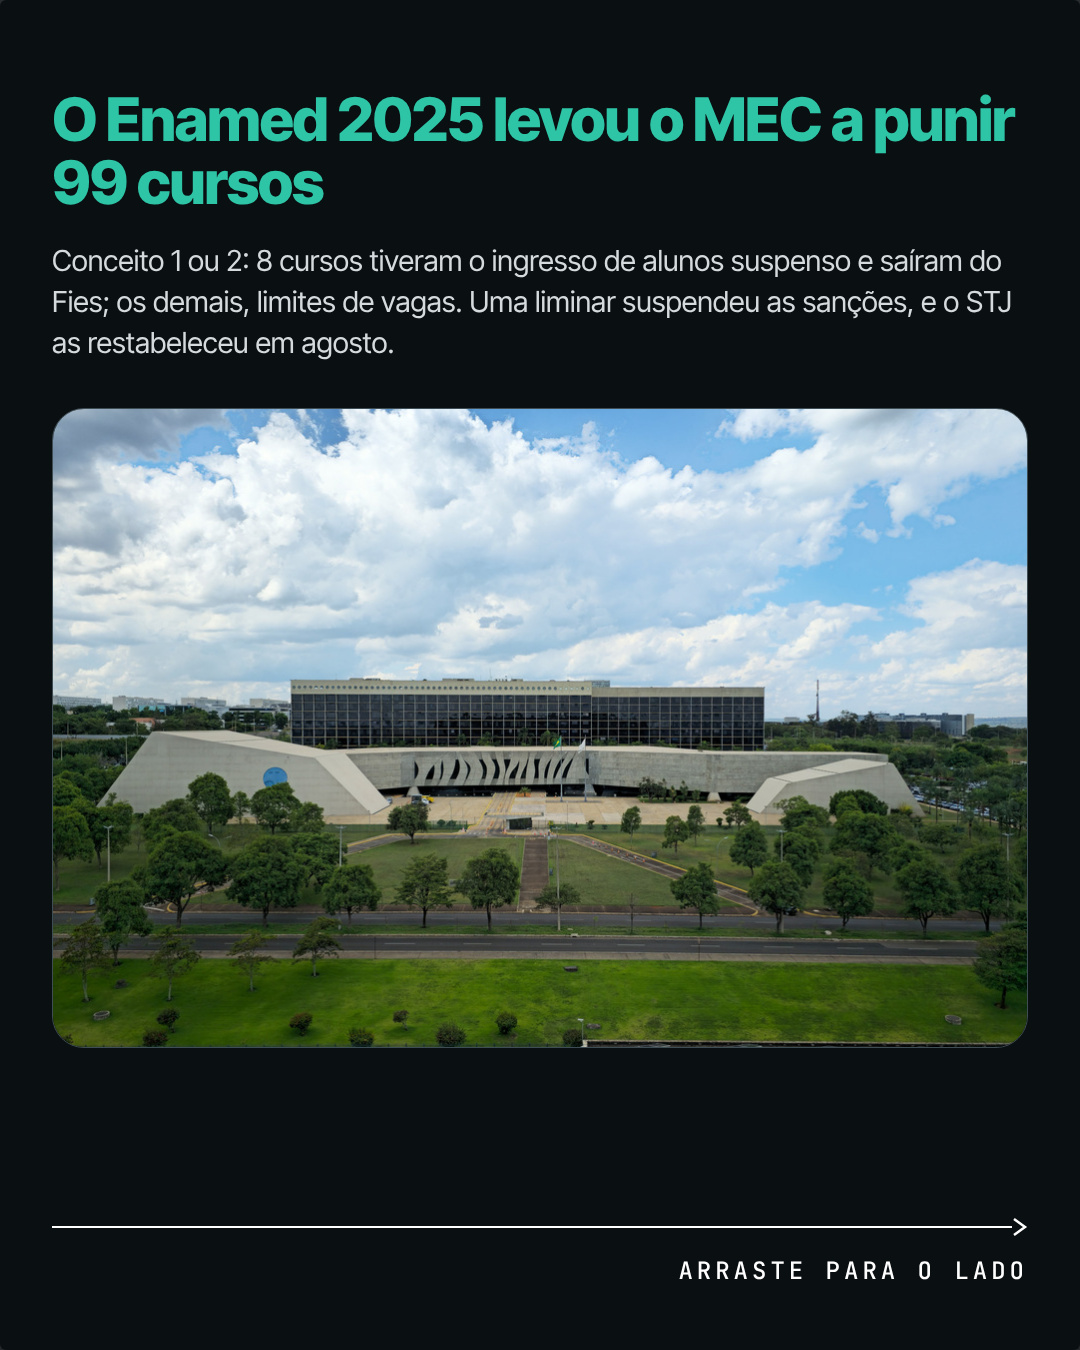 O Enamed 2025 levou o MEC a punir
99 cursos
Conceito 1 ou 2: 8 cursos tiveram o ingresso de alunos suspenso e saíram do
Fies; os demais, limites de vagas. Uma liminar suspendeu as sanções, e o STJ
as restabeleceu em agosto.
ARRASTE PARA O LADO